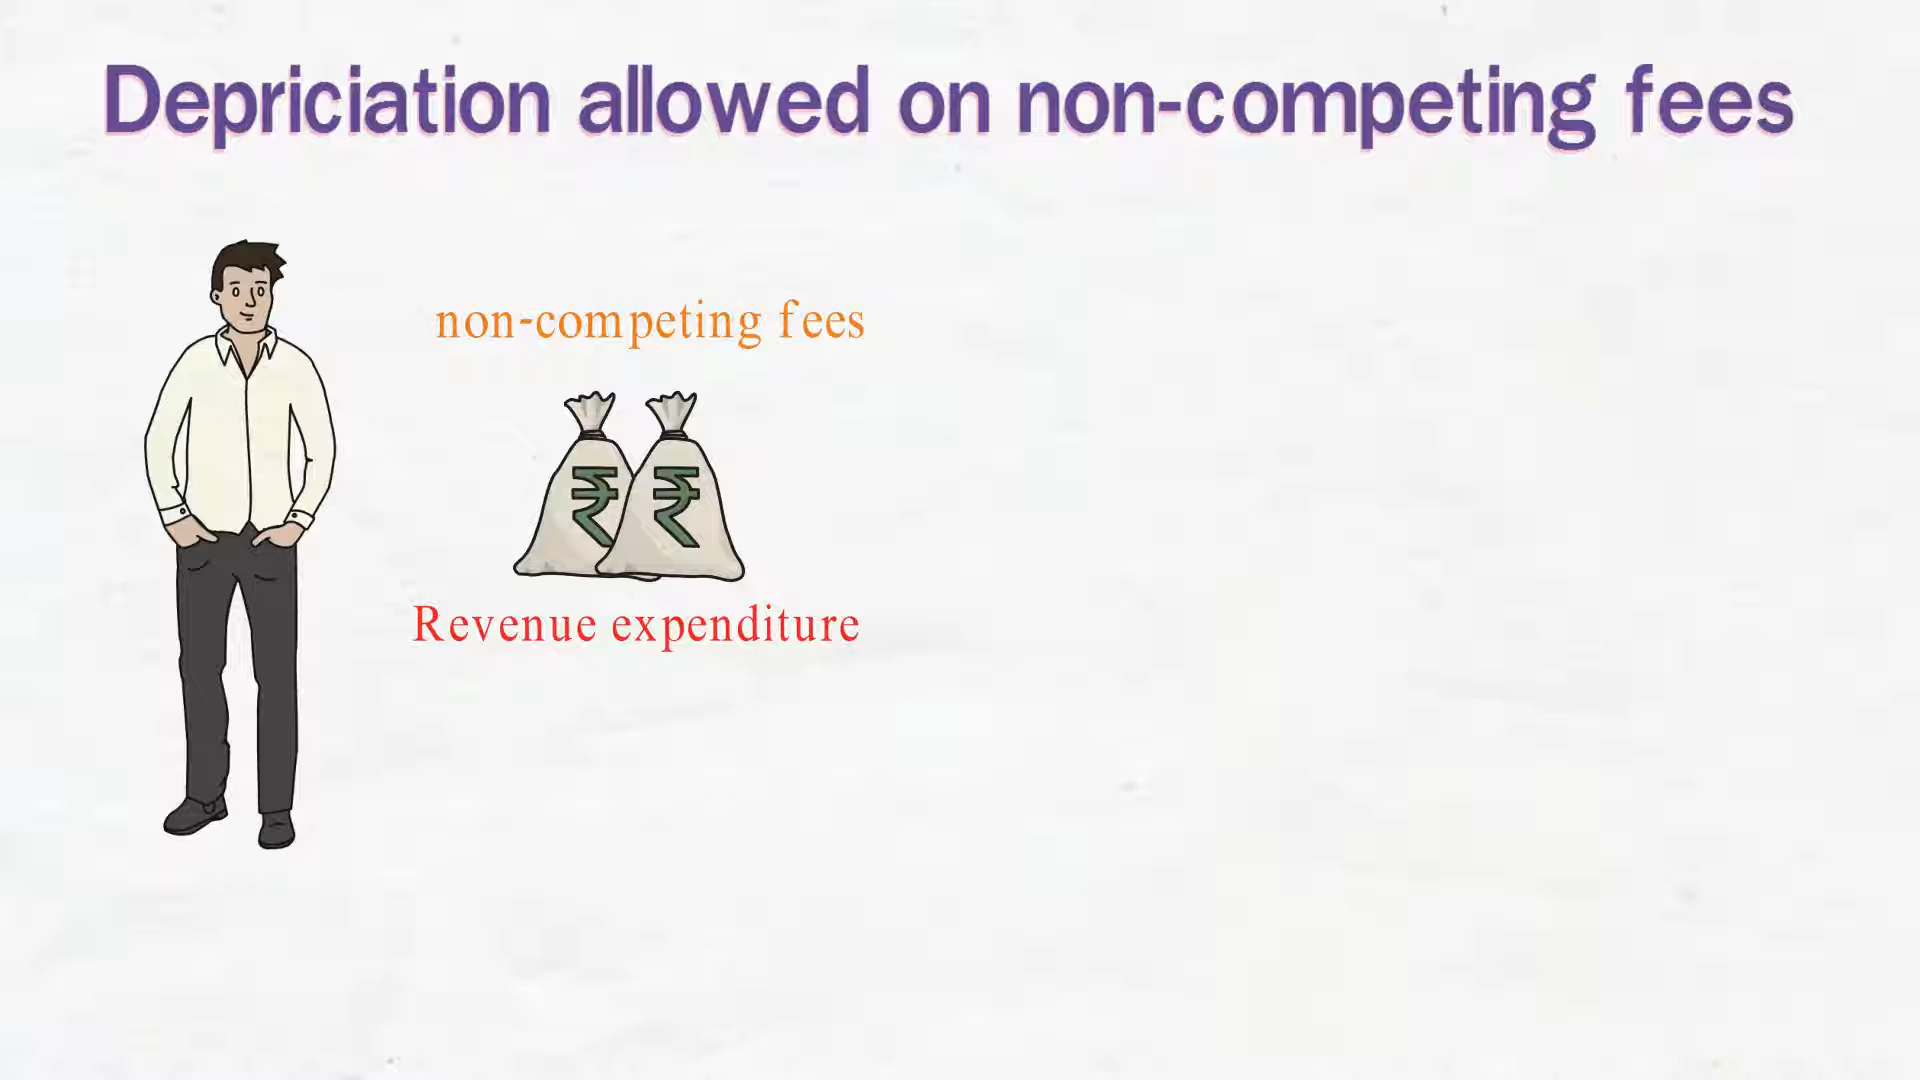 Depriciation allowed on non-competing fees
non-competing fees
₹ ₹
Revenue expenditure